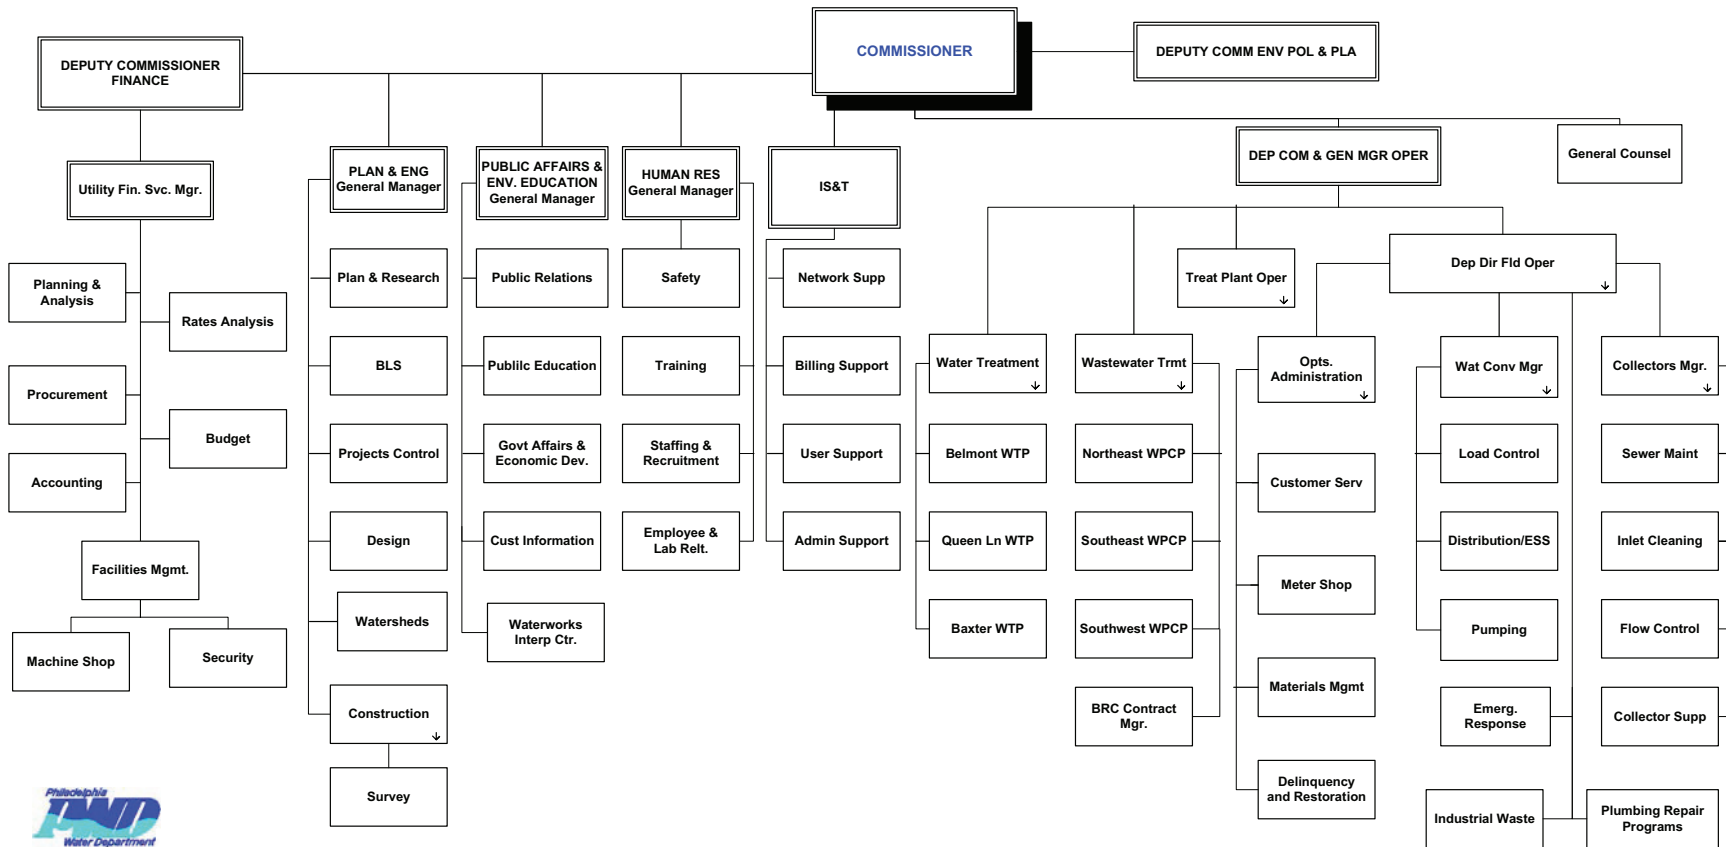 COMMISSIONER
DEPUTY COMM ENV POL & PLA
DEPUTY COMMISSIONER
FINANCE
General Counsel
DEP COM & GEN MGR OPER
Utility Fin. Svc. Mgr.
PLAN & ENG
General Manager
PUBLIC AFFAIRS &
ENV. EDUCATION
General Manager
HUMAN RES
General Manager
IS&T
Planning &
Analysis
Rates Analysis
Procurement
Budget
Accounting
Facilities Mgmt.
Machine Shop
Security
Plan & Research
BLS
Projects Control
Design
Watersheds
Construction
Survey
Public Relations
Publilc Education
Govt Affairs &
Economic Dev.
Cust Information
Waterworks
Interp Ctr.
Safety
Training
Staffing &
Recruitment
Employee &
Lab Relt.
Network Supp
Billing Support
User Support
Admin Support
Treat Plant Oper
Dep Dir Fld Oper
Water Treatment
Belmont WTP
Queen Ln WTP
Baxter WTP
Wastewater Trmt
Northeast WPCP
Southeast WPCP
Southwest WPCP
BRC Contract
Mgr.
Opts.
Administration
Customer Serv
Meter Shop
Materials Mgmt
Delinquency
and Restoration
Wat Conv Mgr
Load Control
Distribution/ESS
Pumping
Emerg.
Response
Industrial Waste
Collectors Mgr.
Sewer Maint
Inlet Cleaning
Flow Control
Collector Supp
Plumbing Repair
Programs
Philadelphia
PWD
Water Department